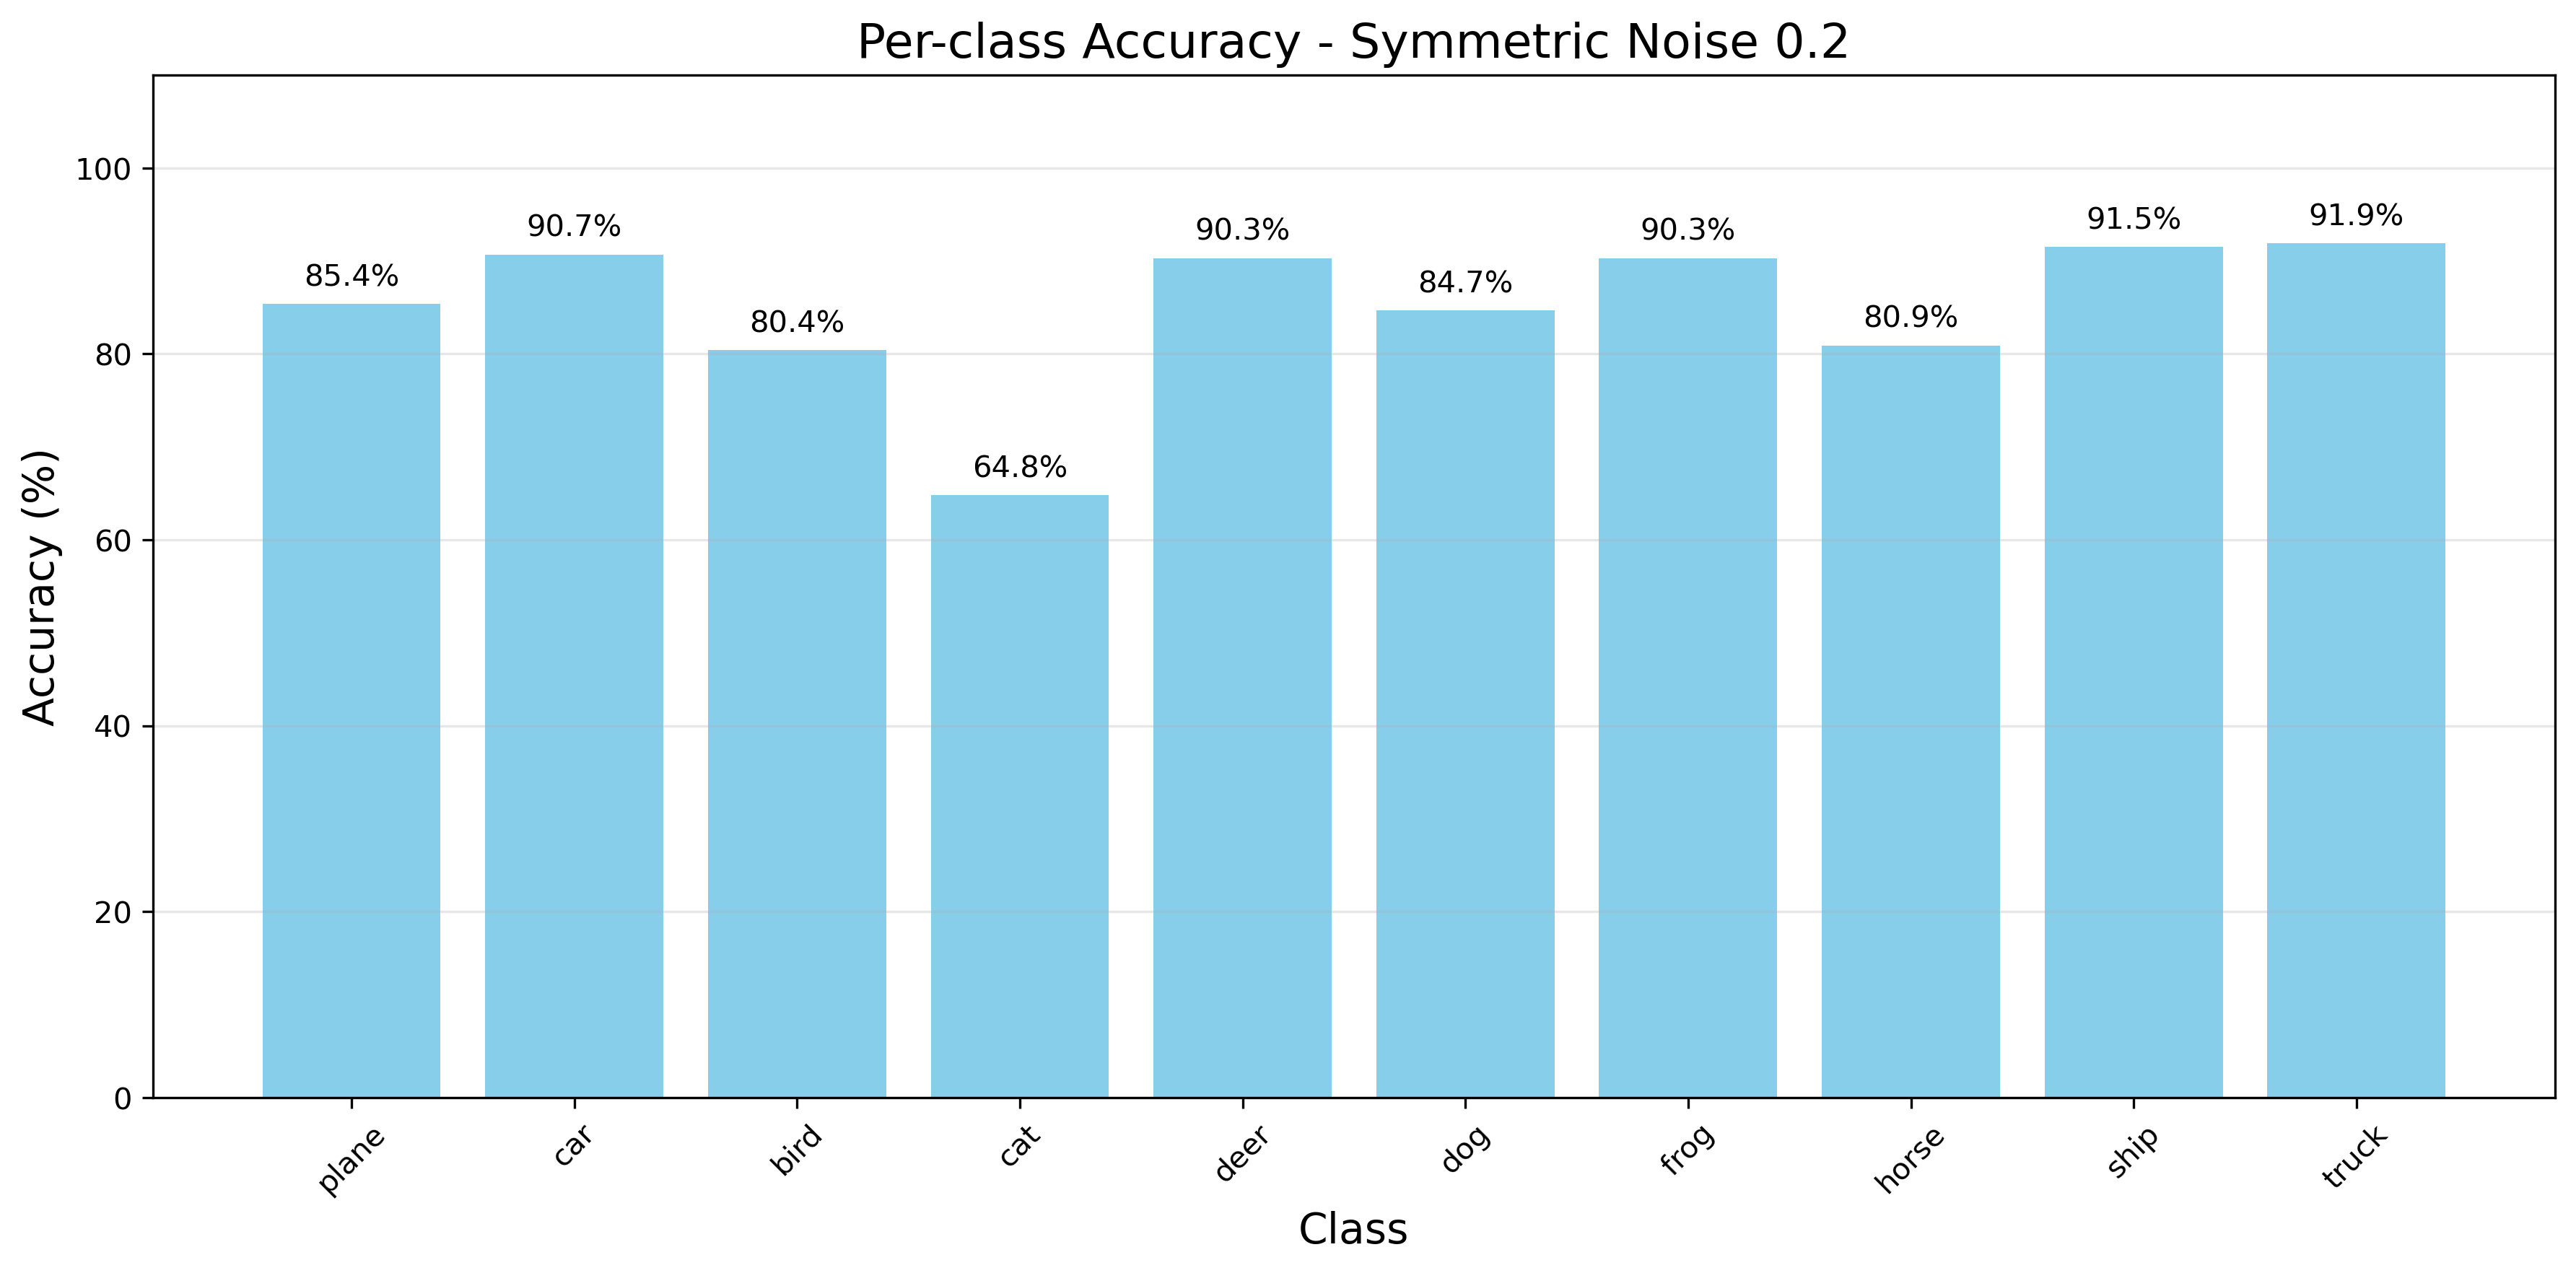 Per-class Accuracy - Symmetric Noise 0.2
Accuracy (%)
100
80
60
40
20
0
85.4%
90.7%
80.4%
64.8%
90.3%
84.7%
90.3%
80.9%
91.5%
91.9%
plane
car
bird
cat
deer
dog
frog
horse
ship
truck
Class